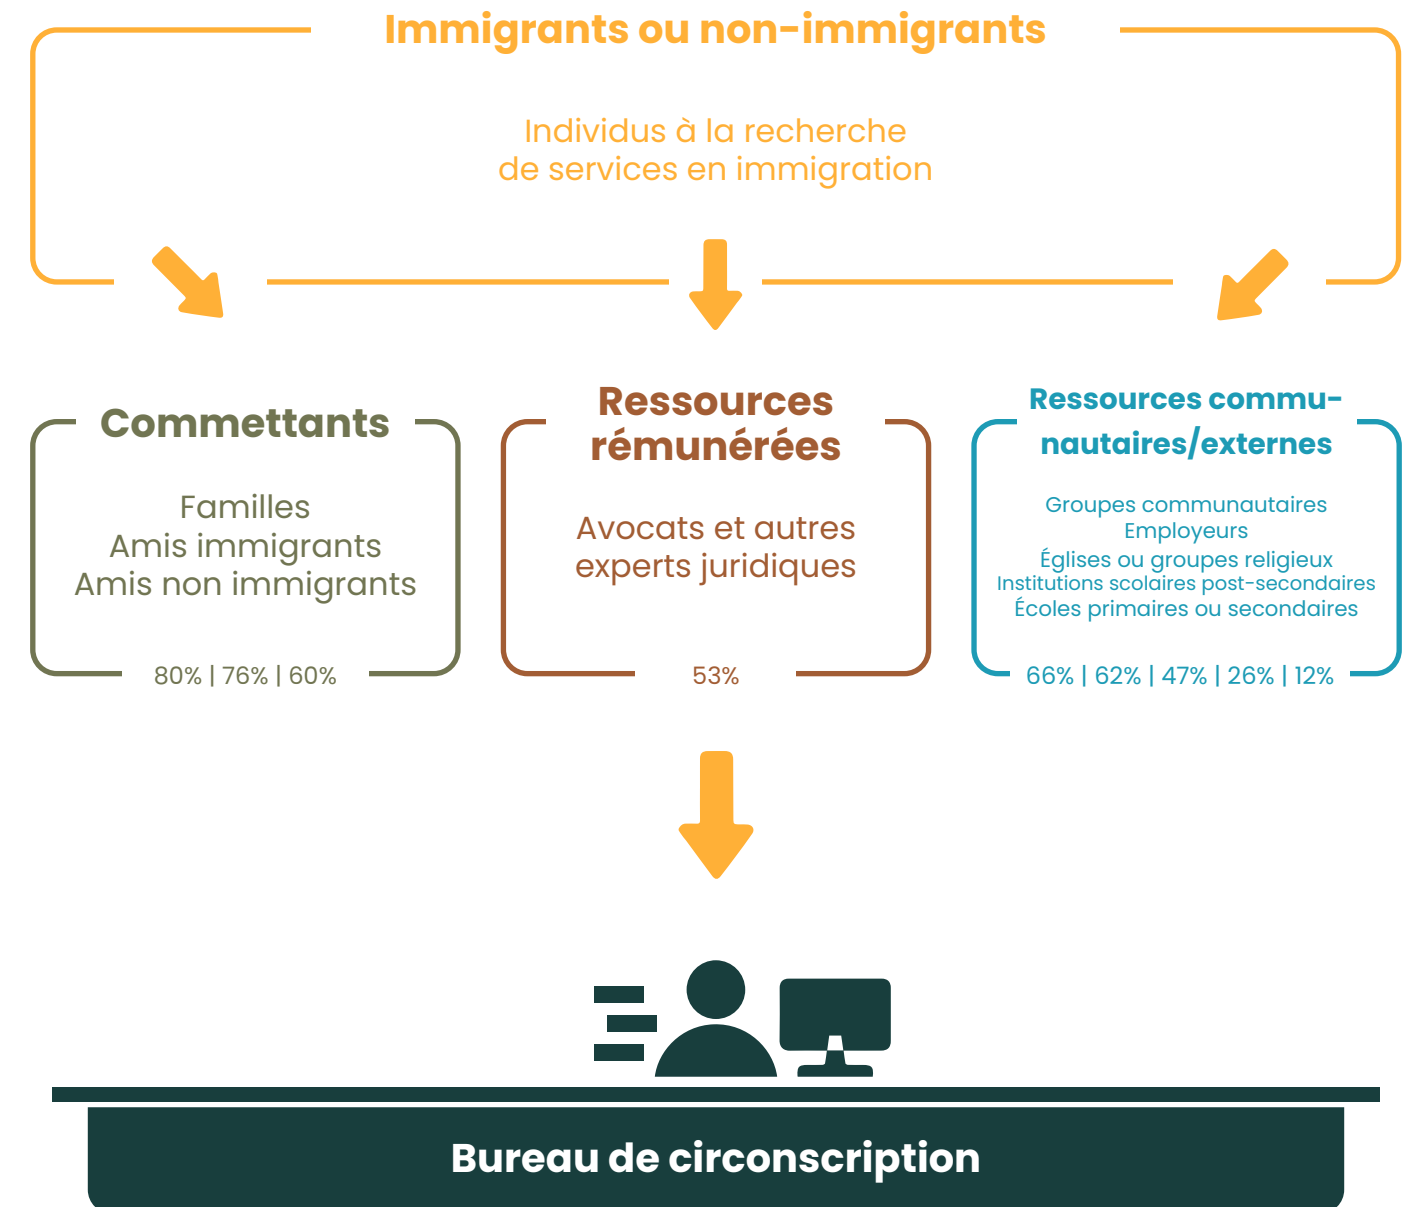 Immigrants ou non-immigrants
Individus à la recherche
de services en immigration
Commettants
Familles
Amis immigrants
Amis non immigrants
80% | 76% | 60%
Ressources
rémunérées
Avocats et autres
experts juridiques
53%
Ressources commu-
nautaires/externes
Groupes communautaires
Employeurs
Églises ou groupes religieux
Institutions scolaires post-secondaires
Écoles primaires ou secondaires
66% | 62% | 47% | 26% | 12%
Bureau de circonscription